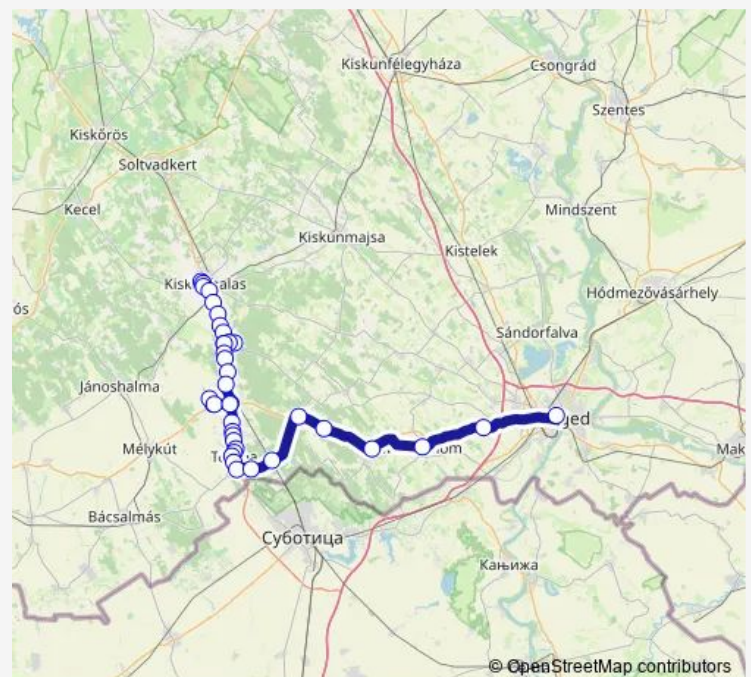 Kiskunfélegyháza
Csongrád
Szentes
Kiskőrös
Soltvadkert
Kecel
Kiskunmajsa
Mindszent
Kistelek
Hódmezővásárhely
Sándorfalva
Jánoshalma
Mélykút
Bácsalmás
Суботица
Кањижа
© OpenStreetMap contributors